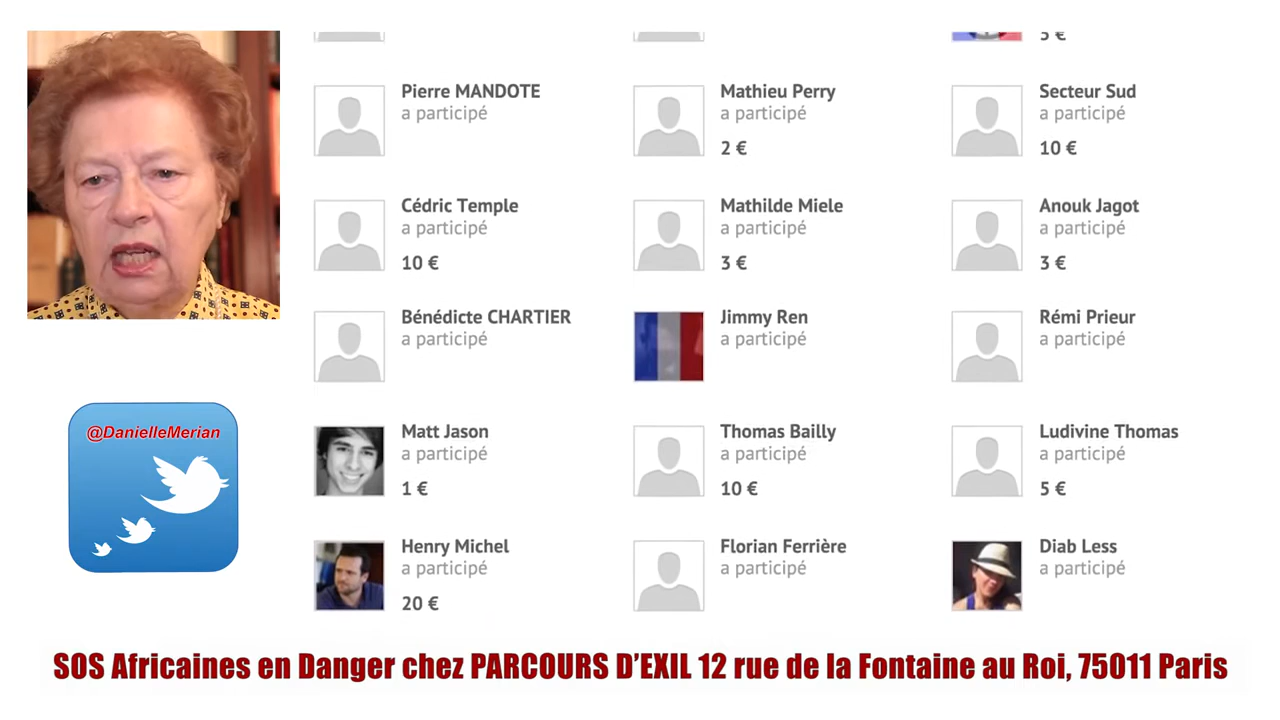 5 €
Pierre MANDOTE
a participé
Mathieu Perry
a participé
2 €
Secteur Sud
a participé
10 €
Cédric Temple
a participé
10 €
Mathilde Miele
a participé
3 €
Anouk Jagot
a participé
3 €
Bénédicte CHARTIER
a participé
Jimmy Ren
a participé
Rémi Prieur
a participé
@DanielleMerian
Matt Jason
a participé
1 €
Thomas Bailly
a participé
10 €
Ludivine Thomas
a participé
5 €
Henry Michel
a participé
20 €
Florian Ferrière
a participé
Diab Less
a participé
SOS Africaines en Danger chez PARCOURS D'EXIL 12 rue de la Fontaine au Roi, 75011 Paris